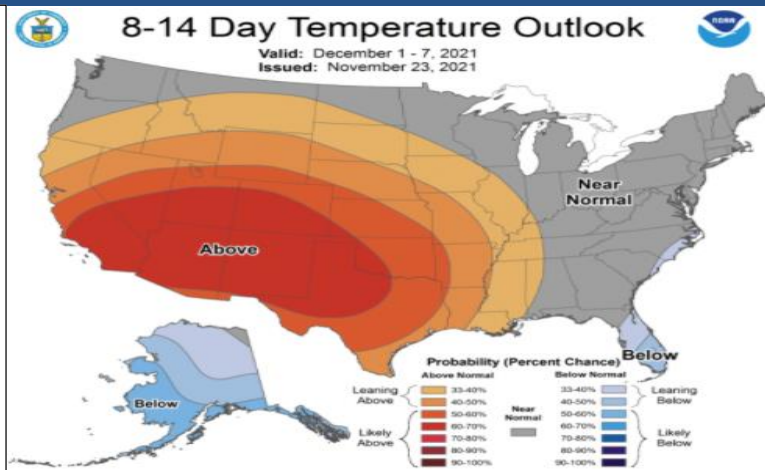 8-14 Day Temperature Outlook
Valid: December 1 - 7, 2021
Issued: November 23, 2021
NOAA
Near
Normal
Above
Below
Below
Probability (Percent Chance)
Above Normal
Below Normal
Leaning
Above
33-40%
40-50%
Likely
Above
50-60%
60-70%
70-80%
80-90%
90-100%
Near
Normal
33-40%
40-50%
Leaning
Below
50-60%
60-70%
70-80%
80-90%
90-100%
Likely
Below